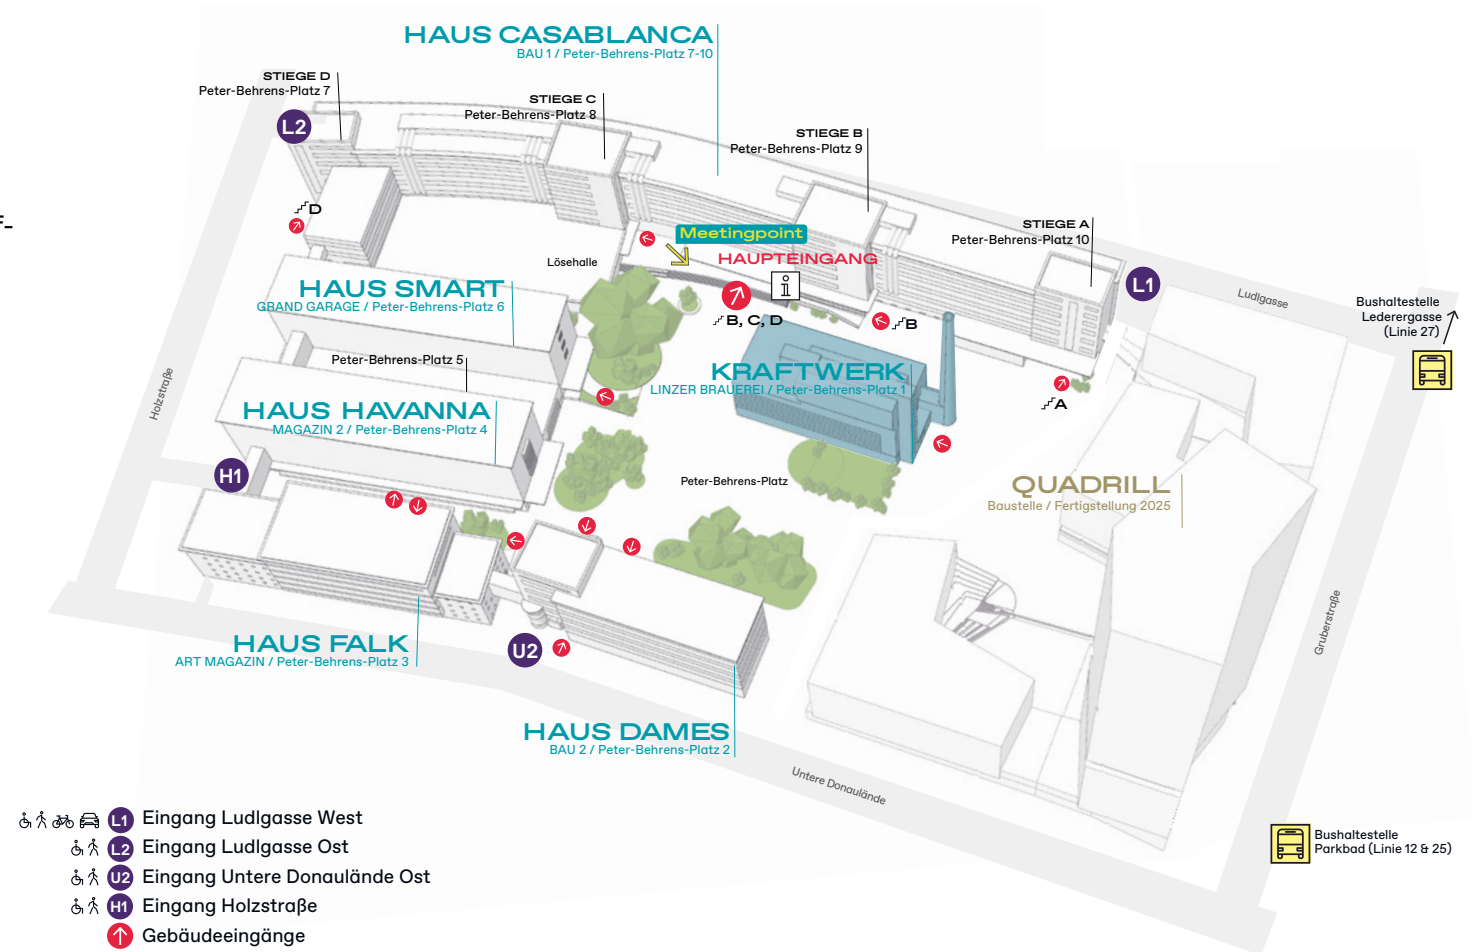 HAUS CASABLANCA
BAU 1 / Peter-Behrens-Platz 7-10
STIEGE D
Peter-Behrens-Platz 7
STIEGE C
Peter-Behrens-Platz 8
STIEGE B
Peter-Behrens-Platz 9
STIEGE A
Peter-Behrens-Platz 10
L2
D
Meetingpoint
HAUPTEINGANG
i
Lösehalle
B, C, D
B
A
L1
Ludlgasse
Bushaltestelle
Lederergasse
(Linie 27)
HAUS SMART
GRAND GARAGE / Peter-Behrens-Platz 6
Peter-Behrens-Platz 5
Holzstraße
HAUS HAVANNA
MAGAZIN 2 / Peter-Behrens-Platz 4
KRAFTWERK
LINZER BRAUEREI / Peter-Behrens-Platz 1
H1
Peter-Behrens-Platz
QUADRILL
Baustelle / Fertigstellung 2025
Gruberstraße
HAUS FALK
ART MAGAZIN / Peter-Behrens-Platz 3
U2
HAUS DAMES
BAU 2 / Peter-Behrens-Platz 2
Untere Donaulände
Bushaltestelle
Parkbad (Linie 12 & 25)
L1 Eingang Ludlgasse West
L2 Eingang Ludlgasse Ost
U2 Eingang Untere Donaulände Ost
H1 Eingang Holzstraße
Gebäudeeingänge